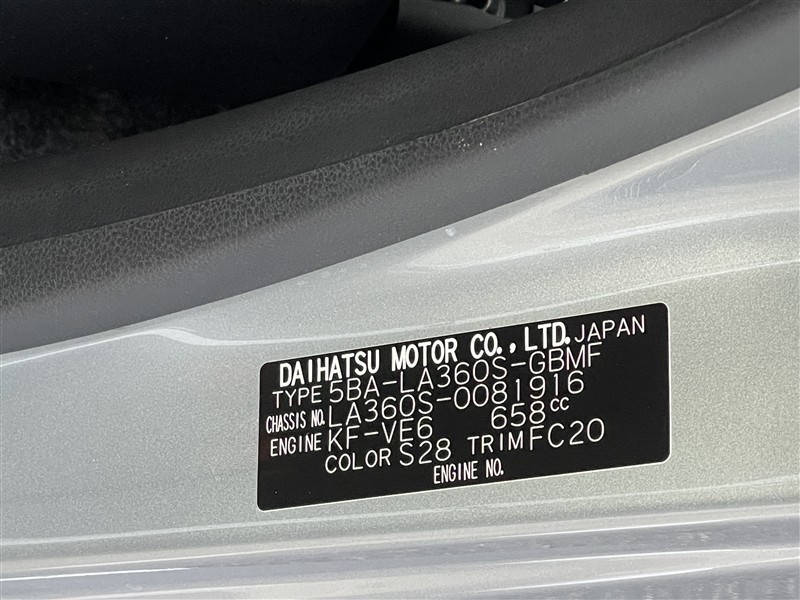 DAIHATSU MOTOR CO., LTD. JAPAN
TYPE 5BA-LA360S-GBMF
CHASSIS NO. LA360S-0081916
ENGINE KF-VE6 658cc
COLOR S28 TRIM FC20
ENGINE NO.